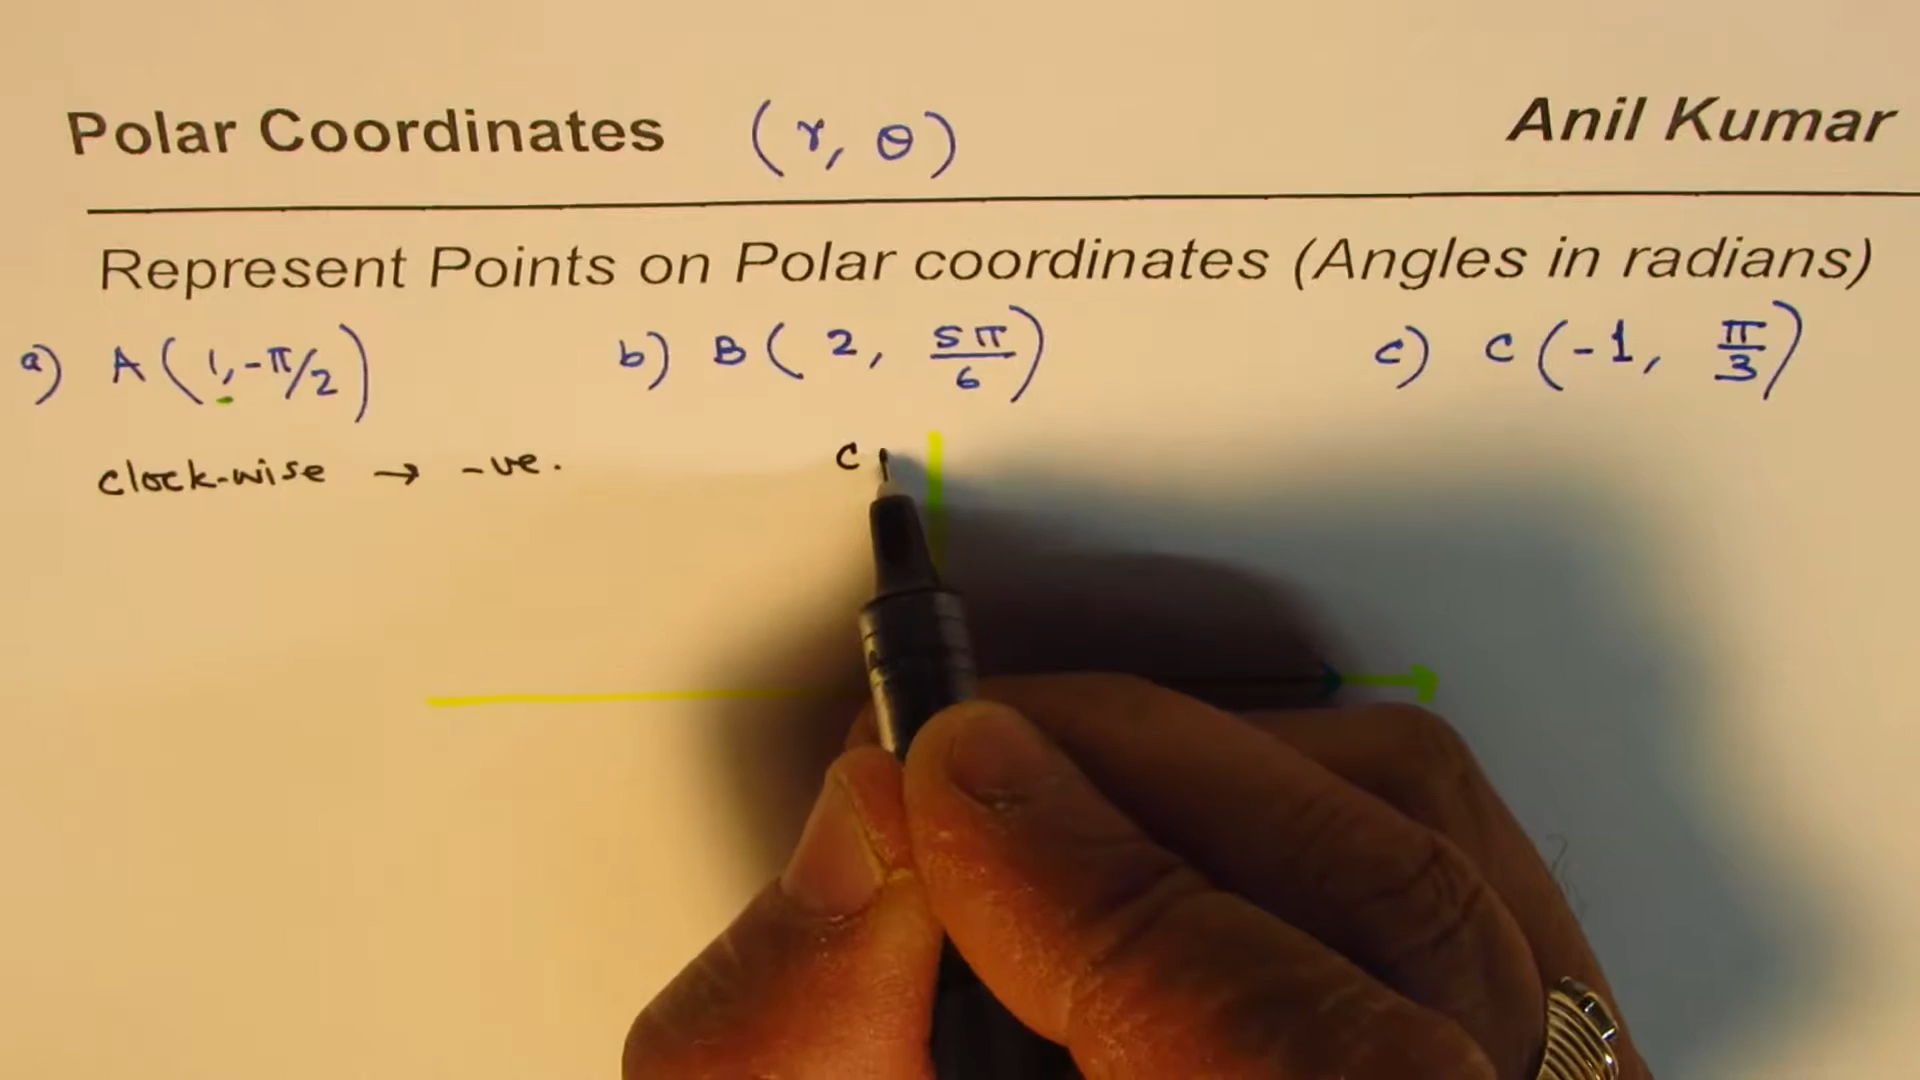 Polar Coordinates (r, θ) Anil Kumar
Represent Points on Polar coordinates (Angles in radians)
a) A(1, -π/2) b) B(2, 5π/6) c) C(-1, π/3)
clock-wise → -ve. c